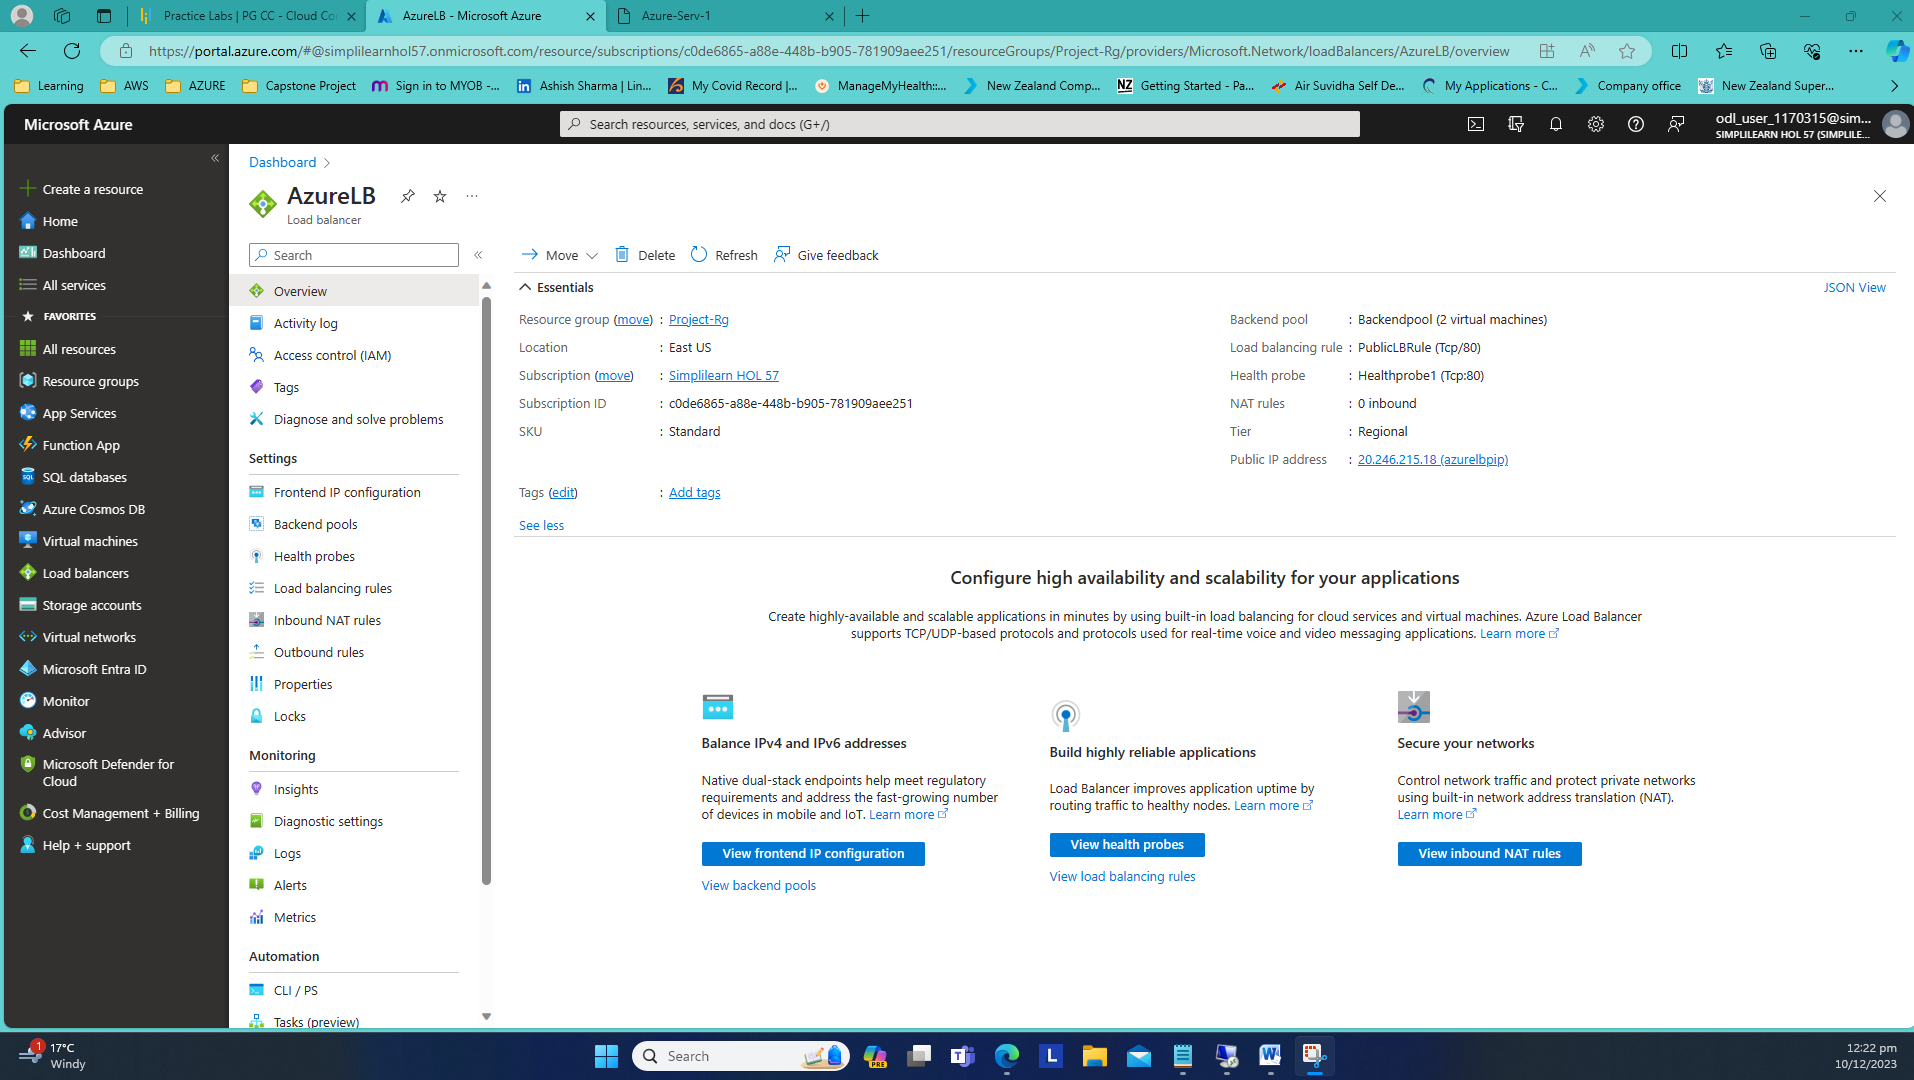 Practice Labs | PG CC - Cloud Co
AzureLB - Microsoft Azure
Azure-Serv-1
https://portal.azure.com/#@simplilearnhol57.onmicrosoft.com/resource/subscriptions/c0de6865-a88e-448b-b905-781909aee251/resourceGroups/Project-Rg/providers/Microsoft.Network/loadBalancers/AzureLB/overview
Learning
AWS
AZURE
Capstone Project
Sign in to MYOB -...
Ashish Sharma | Lin...
My Covid Record |...
ManageMyHealth::...
New Zealand Comp...
NZ
Getting Started - Pa...
Air Suvidha Self De...
My Applications - C...
Company office
New Zealand Super...
Microsoft Azure
Search resources, services, and docs (G+/)
odl_user_1170315@sim...
SIMPLILEARN HOL 57 (SIMPLILE...
Create a resource
Home
Dashboard
All services
FAVORITES
All resources
Resource groups
App Services
Function App
SQL databases
Azure Cosmos DB
Virtual machines
Load balancers
Storage accounts
Virtual networks
Microsoft Entra ID
Monitor
Advisor
Microsoft Defender for
Cloud
Cost Management + Billing
Help + support
Dashboard
AzureLB
Load balancer
Search
Overview
Activity log
Access control (IAM)
Tags
Diagnose and solve problems
Settings
Frontend IP configuration
Backend pools
Health probes
Load balancing rules
Inbound NAT rules
Outbound rules
Properties
Locks
Monitoring
Insights
Diagnostic settings
Logs
Alerts
Metrics
Automation
CLI / PS
Tasks (preview)
Move
Delete
Refresh
Give feedback
Essentials
JSON View
Resource group (move) : Project-Rg
Location : East US
Subscription (move) : Simplilearn HOL 57
Subscription ID : c0de6865-a88e-448b-b905-781909aee251
SKU : Standard
Backend pool : Backendpool (2 virtual machines)
Load balancing rule : PublicLBRule (Tcp/80)
Health probe : Healthprobe1 (Tcp:80)
NAT rules : 0 inbound
Tier : Regional
Public IP address : 20.246.215.18 (azurelbpip)
Tags (edit) : Add tags
See less
Configure high availability and scalability for your applications
Create highly-available and scalable applications in minutes by using built-in load balancing for cloud services and virtual machines. Azure Load Balancer
supports TCP/UDP-based protocols and protocols used for real-time voice and video messaging applications. Learn more
Balance IPv4 and IPv6 addresses
Native dual-stack endpoints help meet regulatory
requirements and address the fast-growing number
of devices in mobile and IoT. Learn more
View frontend IP configuration
View backend pools
Build highly reliable applications
Load Balancer improves application uptime by
routing traffic to healthy nodes. Learn more
View health probes
View load balancing rules
Secure your networks
Control network traffic and protect private networks
using built-in network address translation (NAT).
Learn more
View inbound NAT rules
1
17°C
Windy
Search
PRE
L
12:22 pm
10/12/2023